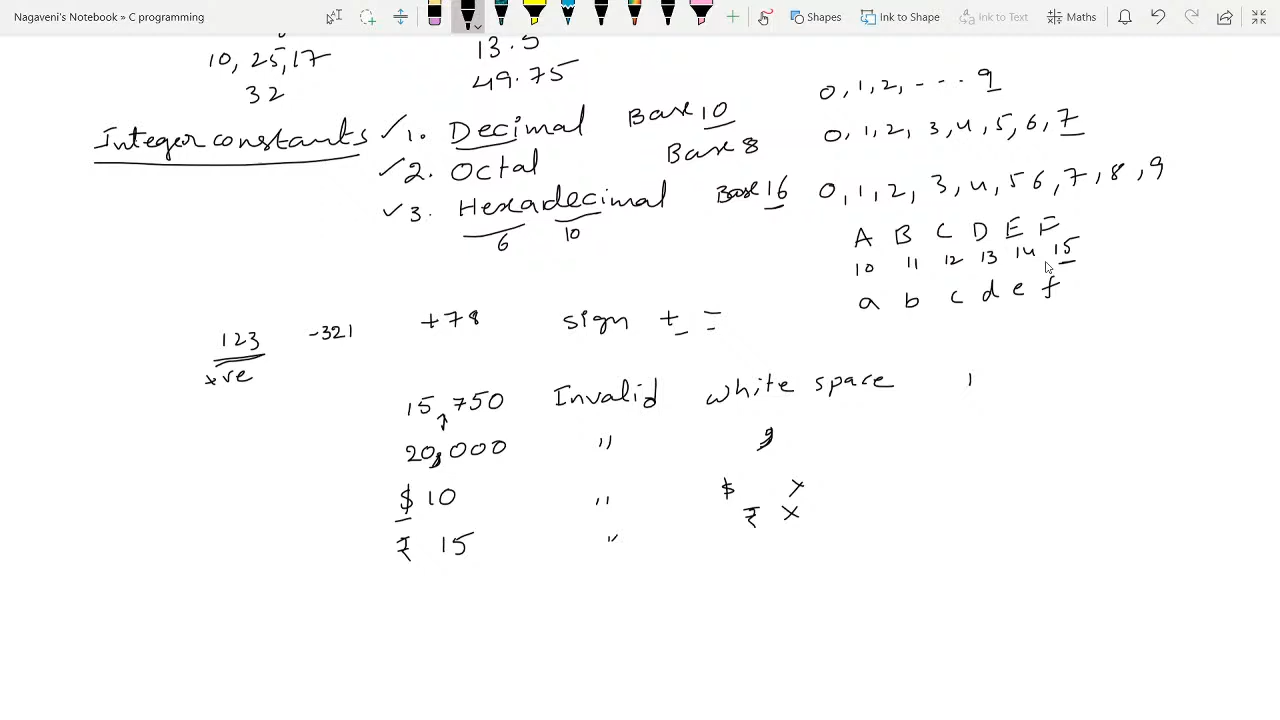 Nagaveni's Notebook » C programming
Shapes Ink to Shape Ink to Text Maths
10, 25, 17 13.5
32 49.75
0, 1, 2, - - - 9
Integer constants ✓ 1. Decimal Base 10 0, 1, 2, 3, 4, 5, 6, 7
✓ 2. Octal Base 8
✓ 3. Hexadecimal Base 16 0, 1, 2, 3, 4, 5 6, 7, 8, 9
6 10 A B C D E F
10 11 12 13 14 15
a b c d e f
123 -321 +78 sign + -
+ve
15,750 Invalid white space
20,000 " ,
$ 10 " $ x
₹ x
₹ 15 "